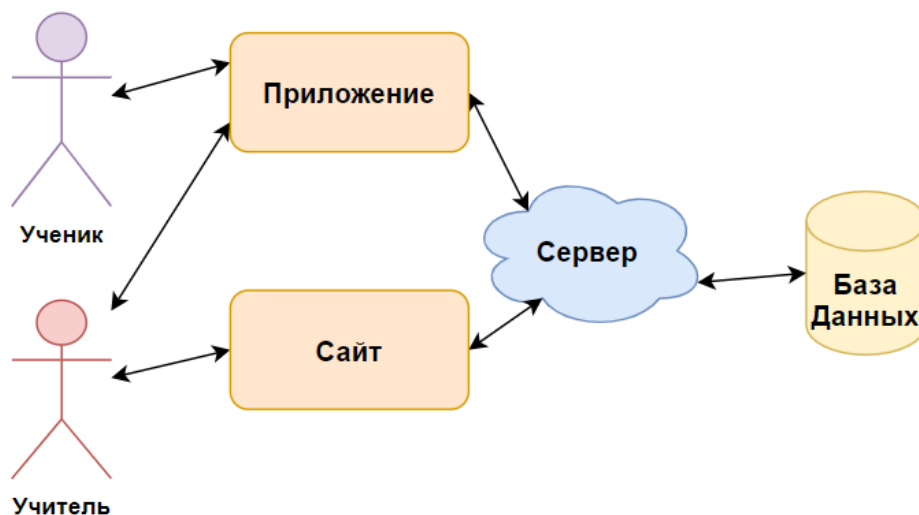 Приложение
Ученик
Сервер
База
Данных
Сайт
Учитель